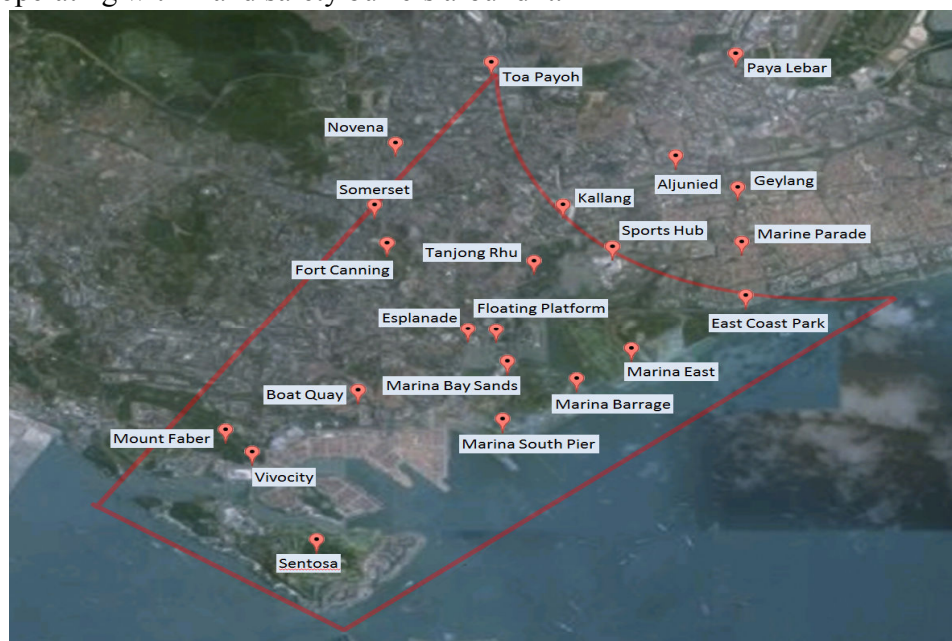 Toa Payoh
Paya Lebar
Novena
Aljunied
Geylang
Somerset
Kallang
Sports Hub
Marine Parade
Fort Canning
Tanjong Rhu
Esplanade
Floating Platform
East Coast Park
Marina East
Boat Quay
Marina Bay Sands
Marina Barrage
Mount Faber
Marina South Pier
Vivocity
Sentosa